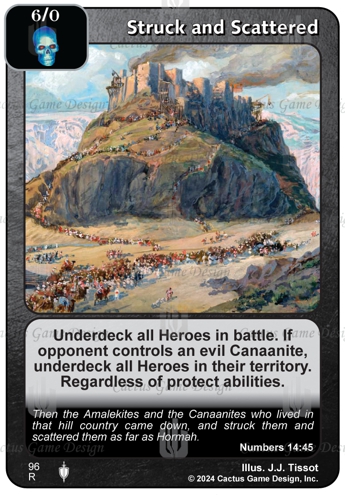 6/0
Struck and Scattered
Underdeck all Heroes in battle. If
opponent controls an evil Canaanite,
underdeck all Heroes in their territory.
Regardless of protect abilities.
Then the Amalekites and the Canaanites who lived in
that hill country came down, and struck them and
scattered them as far as Hormah.
Numbers 14:45
96
R
Illus. J.J. Tissot
© 2024 Cactus Game Design, Inc.
Cactus Game Design